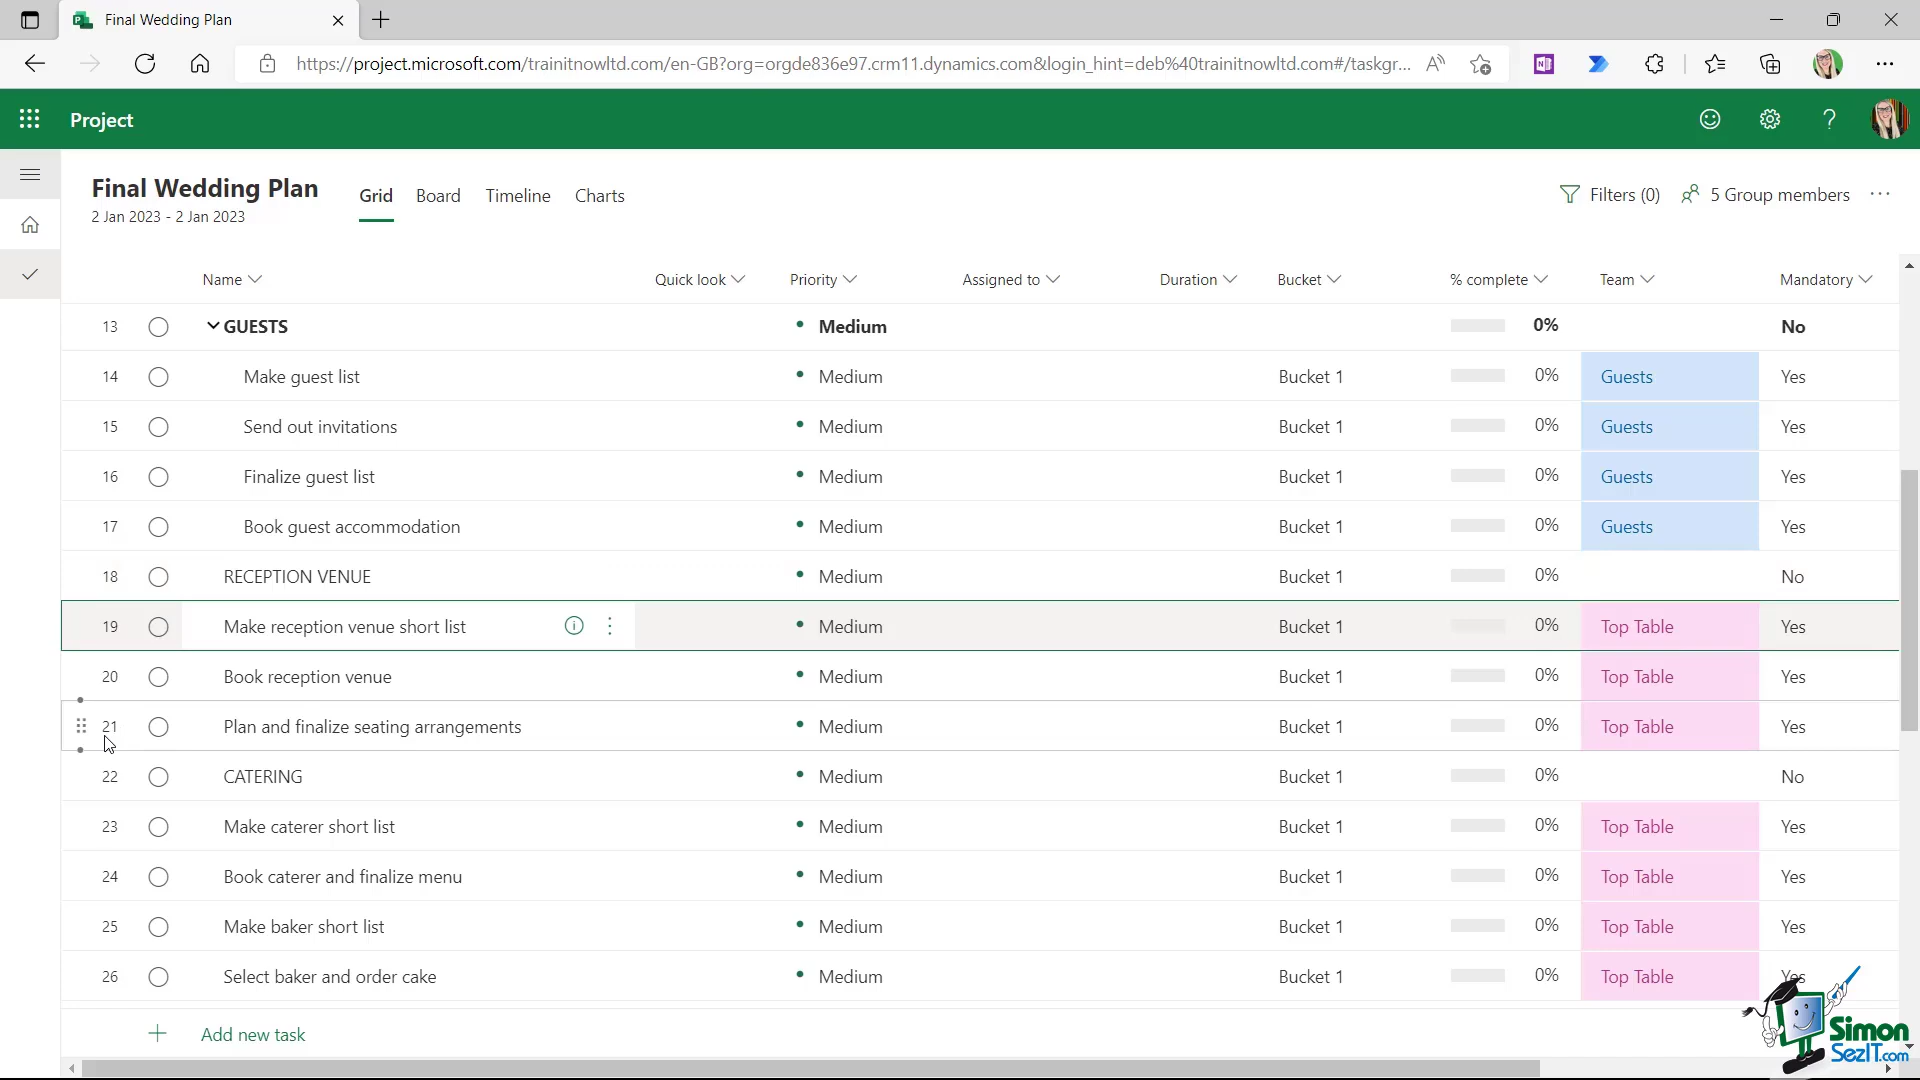 Final Wedding Plan
https://project.microsoft.com/trainitnowltd.com/en-GB?org=orgde836e97.crm11.dynamics.com&login_hint=deb%40trainitnowltd.com#/taskgr...
Project
Final Wedding Plan
2 Jan 2023 - 2 Jan 2023
Grid Board Timeline Charts
Filters (0) 5 Group members
Name Quick look Priority Assigned to Duration Bucket % complete Team Mandatory
13 GUESTS Medium 0% No
14 Make guest list Medium Bucket 1 0% Guests Yes
15 Send out invitations Medium Bucket 1 0% Guests Yes
16 Finalize guest list Medium Bucket 1 0% Guests Yes
17 Book guest accommodation Medium Bucket 1 0% Guests Yes
18 RECEPTION VENUE Medium Bucket 1 0% No
19 Make reception venue short list Medium Bucket 1 0% Top Table Yes
20 Book reception venue Medium Bucket 1 0% Top Table Yes
21 Plan and finalize seating arrangements Medium Bucket 1 0% Top Table Yes
22 CATERING Medium Bucket 1 0% No
23 Make caterer short list Medium Bucket 1 0% Top Table Yes
24 Book caterer and finalize menu Medium Bucket 1 0% Top Table Yes
25 Make baker short list Medium Bucket 1 0% Top Table Yes
26 Select baker and order cake Medium Bucket 1 0% Top Table Yes
Add new task
Simon
SezIT.com